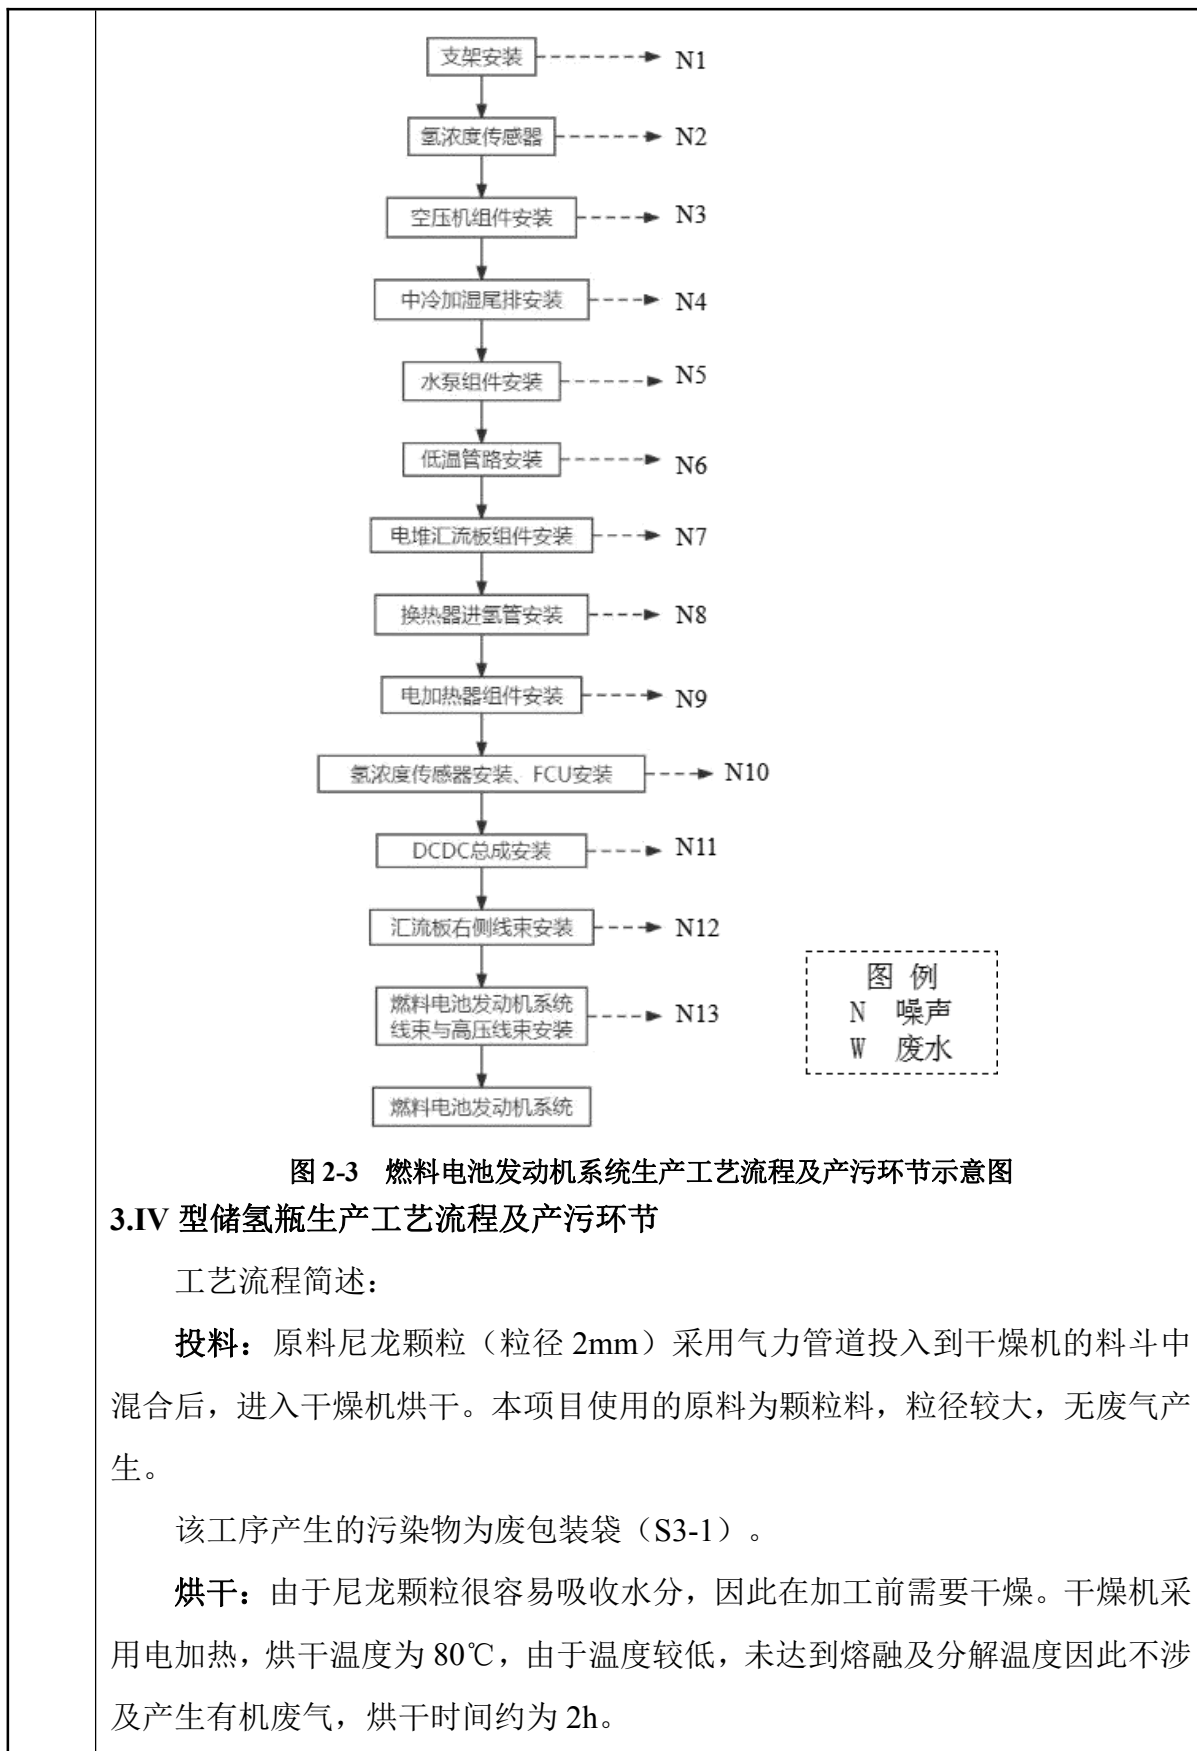 支架安装 N1
氢浓度传感器 N2
空压机组件安装 N3
中冷加湿尾排安装 N4
水泵组件安装 N5
低温管路安装 N6
电堆汇流板组件安装 N7
换热器进氢管安装 N8
电加热器组件安装 N9
氢浓度传感器安装、FCU安装 N10
DCDC总成安装 N11
汇流板右侧线束安装 N12
燃料电池发动机系统
线束与高压线束安装 N13
燃料电池发动机系统
图 例
N 噪声
W 废水
图 2-3 燃料电池发动机系统生产工艺流程及产污环节示意图
3.IV 型储氢瓶生产工艺流程及产污环节
工艺流程简述：
投料：原料尼龙颗粒（粒径 2mm）采用气力管道投入到干燥机的料斗中
混合后，进入干燥机烘干。本项目使用的原料为颗粒料，粒径较大，无废气产
生。
该工序产生的污染物为废包装袋（S3-1）。
烘干：由于尼龙颗粒很容易吸收水分，因此在加工前需要干燥。干燥机采
用电加热，烘干温度为 80℃，由于温度较低，未达到熔融及分解温度因此不涉
及产生有机废气，烘干时间约为 2h。